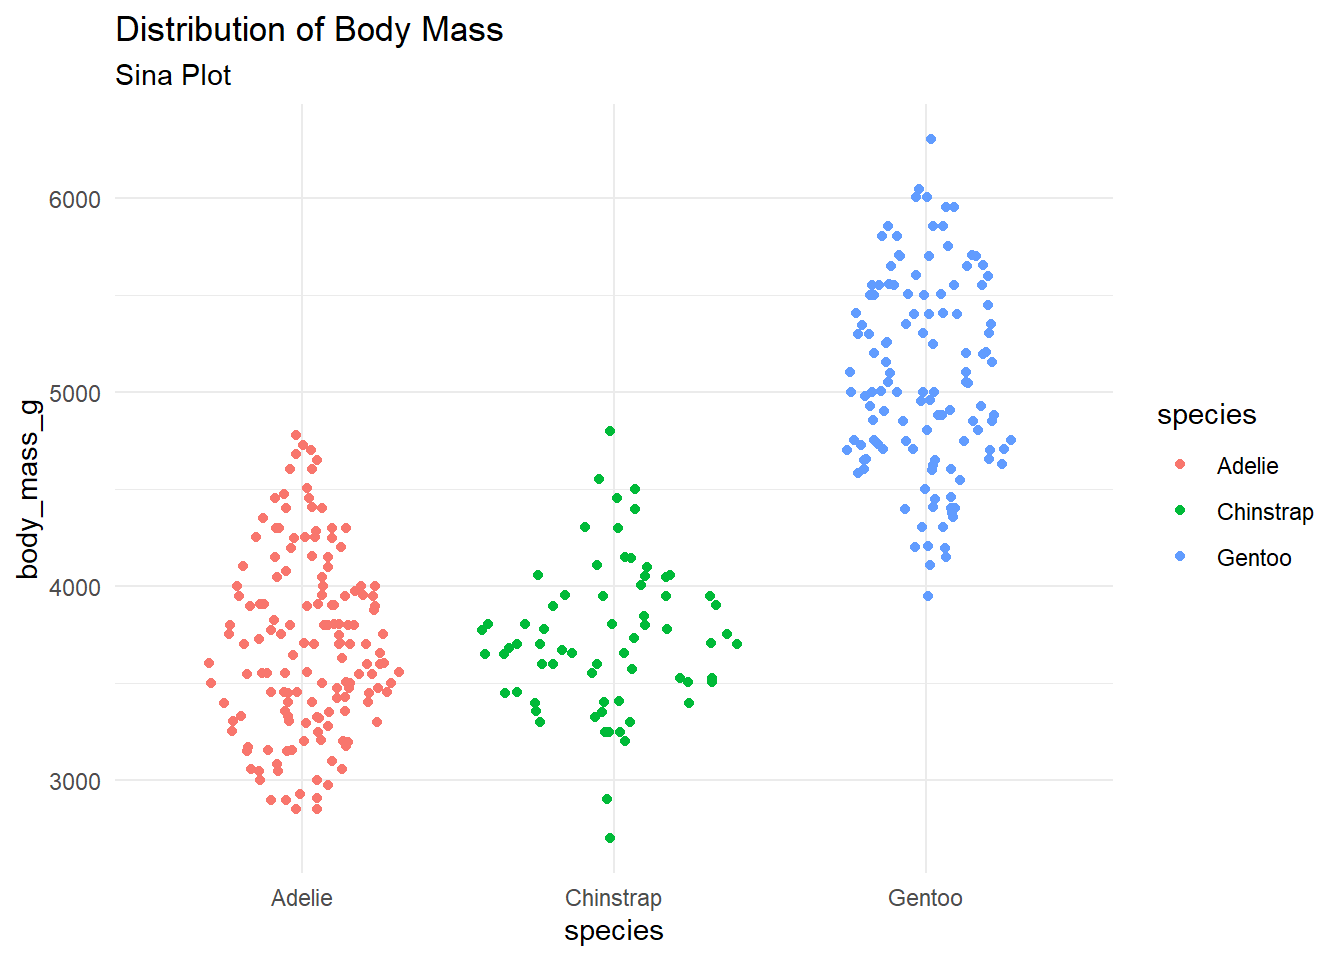 Distribution of Body Mass
Sina Plot
body_mass_g
6000
5000
4000
3000
Adelie
Chinstrap
Gentoo
species
species
Adelie
Chinstrap
Gentoo